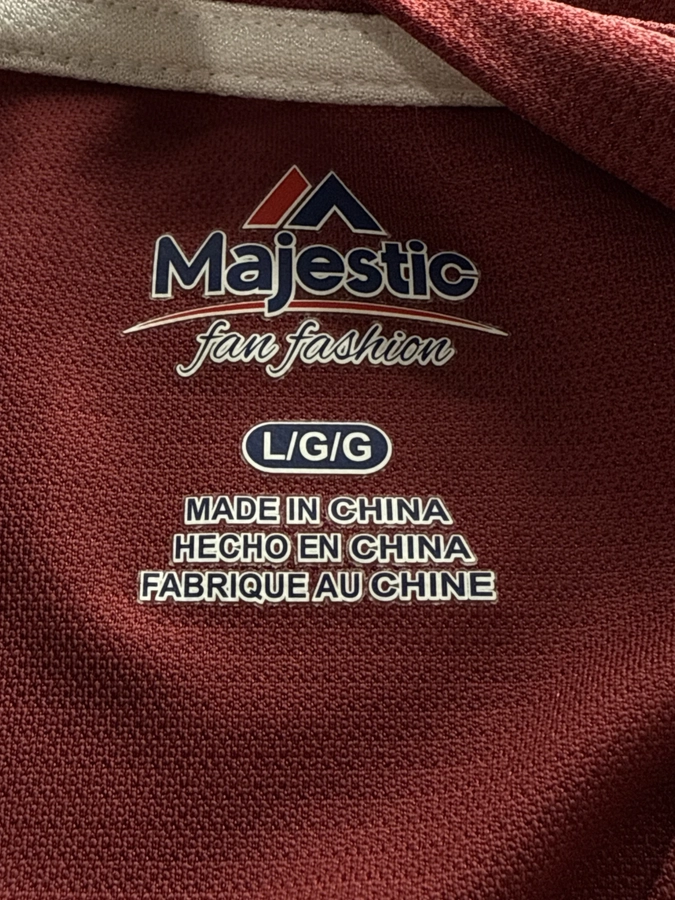 Majestic
fan fashion
L/G/G
MADE IN CHINA
HECHO EN CHINA
FABRIQUE AU CHINE